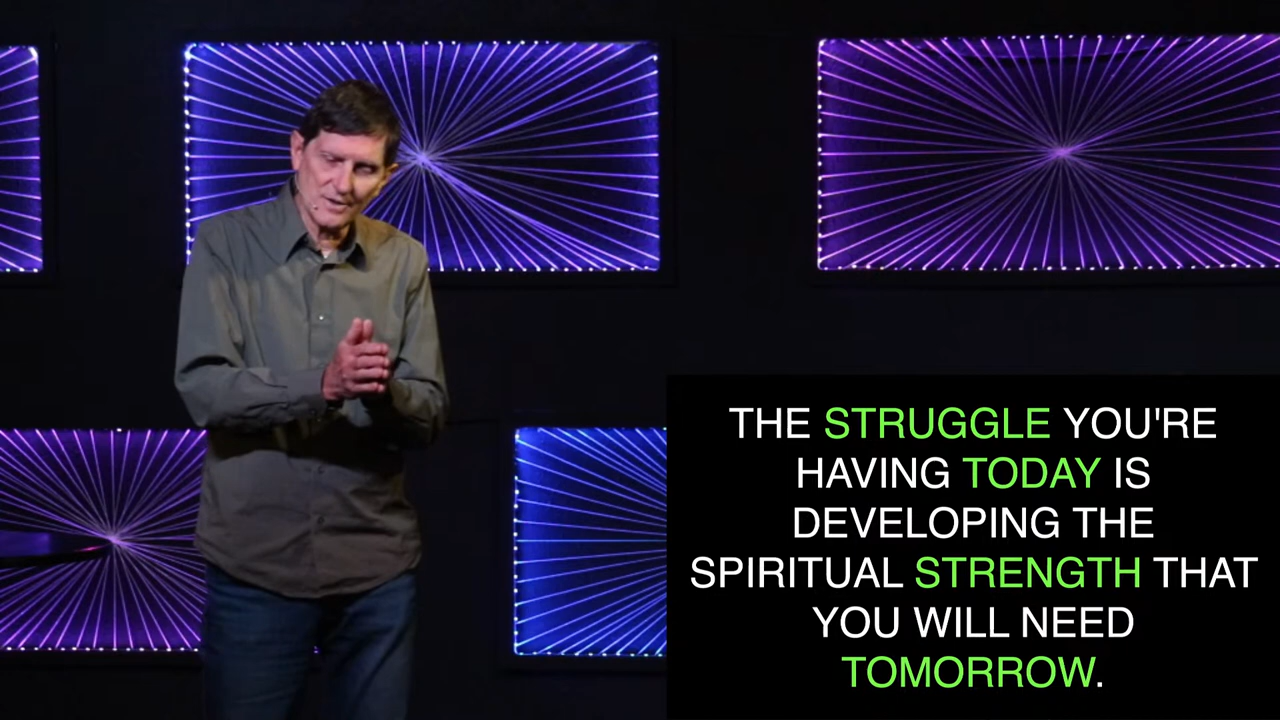 THE STRUGGLE YOU'RE
HAVING TODAY IS
DEVELOPING THE
SPIRITUAL STRENGTH THAT
YOU WILL NEED
TOMORROW.